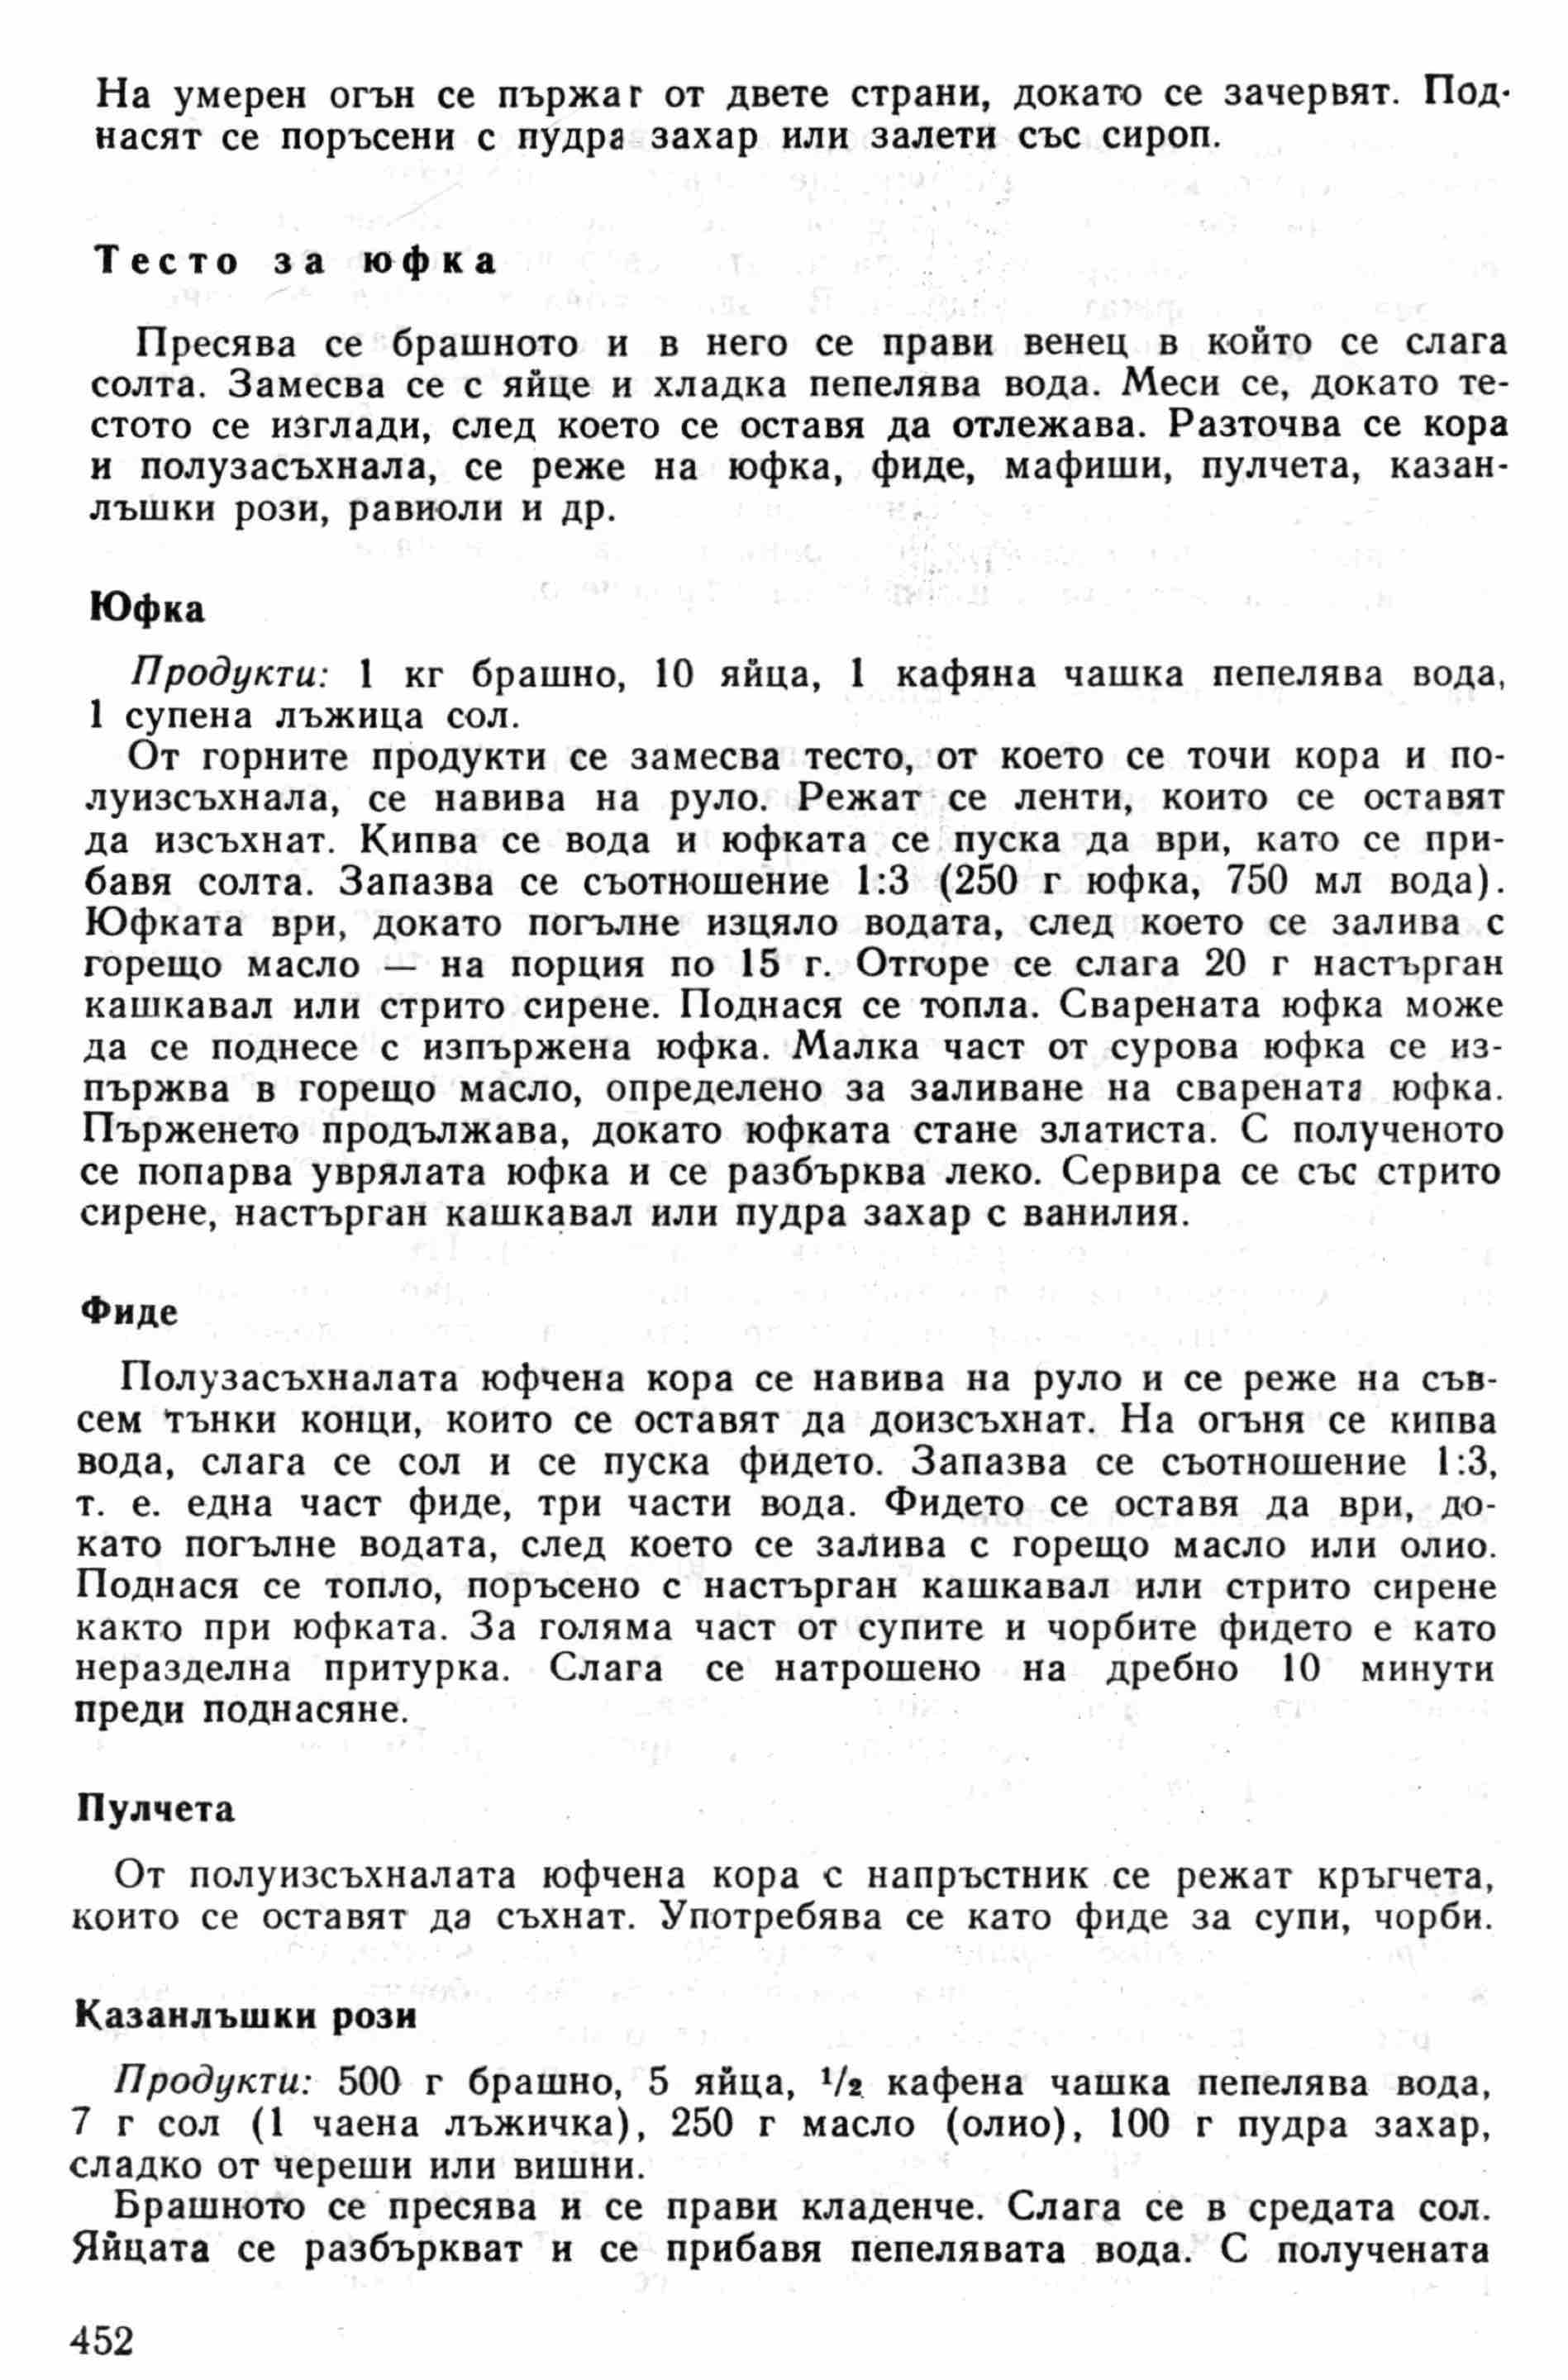 На умерен огън се пържат от двете страни, докато се зачервят. Под-
насят се поръсени с пудра захар или залети със сироп.
Тесто за юфка
Пресява се брашното и в него се прави венец в който се слага
солта. Замесва се с яйце и хладка пепелява вода. Меси се, докато те-
стото се изглади, след което се оставя да отлежава. Разточва се кора
и полузасъхнала, се реже на юфка, фиде, мафиши, пулчета, казан-
лъшки рози, равиоли и др.
Юфка
Продукти: 1 кг брашно, 10 яйца, 1 кафяна чашка пепелява вода,
1 супена лъжица сол.
От горните продукти се замесва тесто, от което се точи кора и по-
луизсъхнала, се навива на руло. Режат се ленти, които се оставят
да изсъхнат. Кипва се вода и юфката се пуска да ври, като се при-
бавя солта. Запазва се съотношение 1:3 (250 г юфка, 750 мл вода).
Юфката ври, докато погълне изцяло водата, след което се залива с
горещо масло — на порция по 15 г. Отгоре се слага 20 г настърган
кашкавал или стрито сирене. Поднася се топла. Сварената юфка може
да се поднесе с изпържена юфка. Малка част от сурова юфка се из-
пържва в горещо масло, определено за заливане на сварената юфка.
Пърженето продължава, докато юфката стане златиста. С полученото
се попарва уврялата юфка и се разбърква леко. Сервира се със стрито
сирене, настърган кашкавал или пудра захар с ванилия.
Фиде
Полузасъхналата юфчена кора се навива на руло и се реже на съв-
сем тънки конци, които се оставят да доизсъхнат. На огъня се кипва
вода, слага се сол и се пуска фидето. Запазва се съотношение 1:3,
т. е. една част фиде, три части вода. Фидето се оставя да ври, до-
като погълне водата, след което се залива с горещо масло или олио.
Поднася се топло, поръсено с настърган кашкавал или стрито сирене
както при юфката. За голяма част от супите и чорбите фидето е като
неразделна притурка. Слага се натрошено на дребно 10 минути
преди поднасяне.
Пулчета
От полуизсъхналата юфчена кора с напръстник се режат кръгчета,
които се оставят да съхнат. Употребява се като фиде за супи, чорби.
Казанлъшки рози
Продукти: 500 г брашно, 5 яйца, 1/2 кафена чашка пепелява вода,
7 г сол (1 чаена лъжичка), 250 г масло (олио), 100 г пудра захар,
сладко от череши или вишни.
Брашното се пресява и се прави кладенче. Слага се в средата сол.
Яйцата се разбъркват и се прибавя пепелявата вода. С получената
452